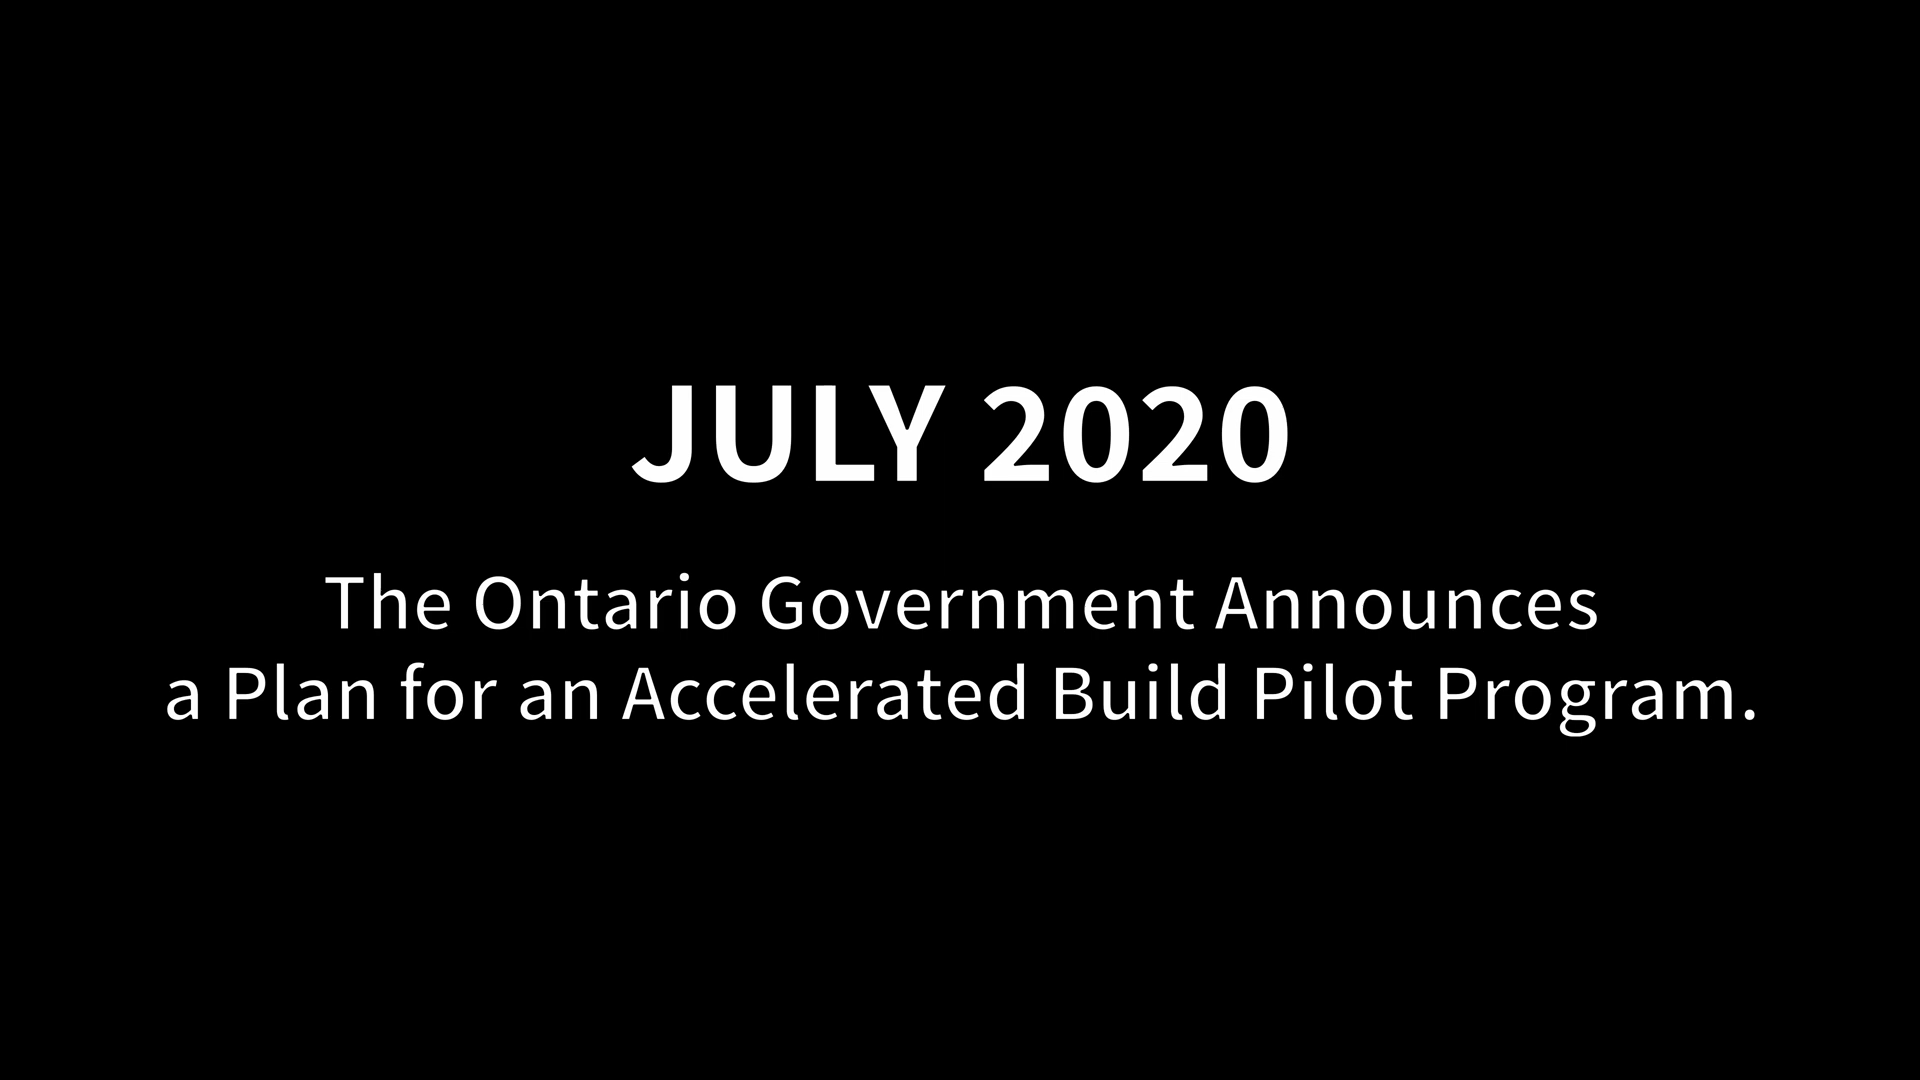 JULY 2020
The Ontario Government Announces
a Plan for an Accelerated Build Pilot Program.